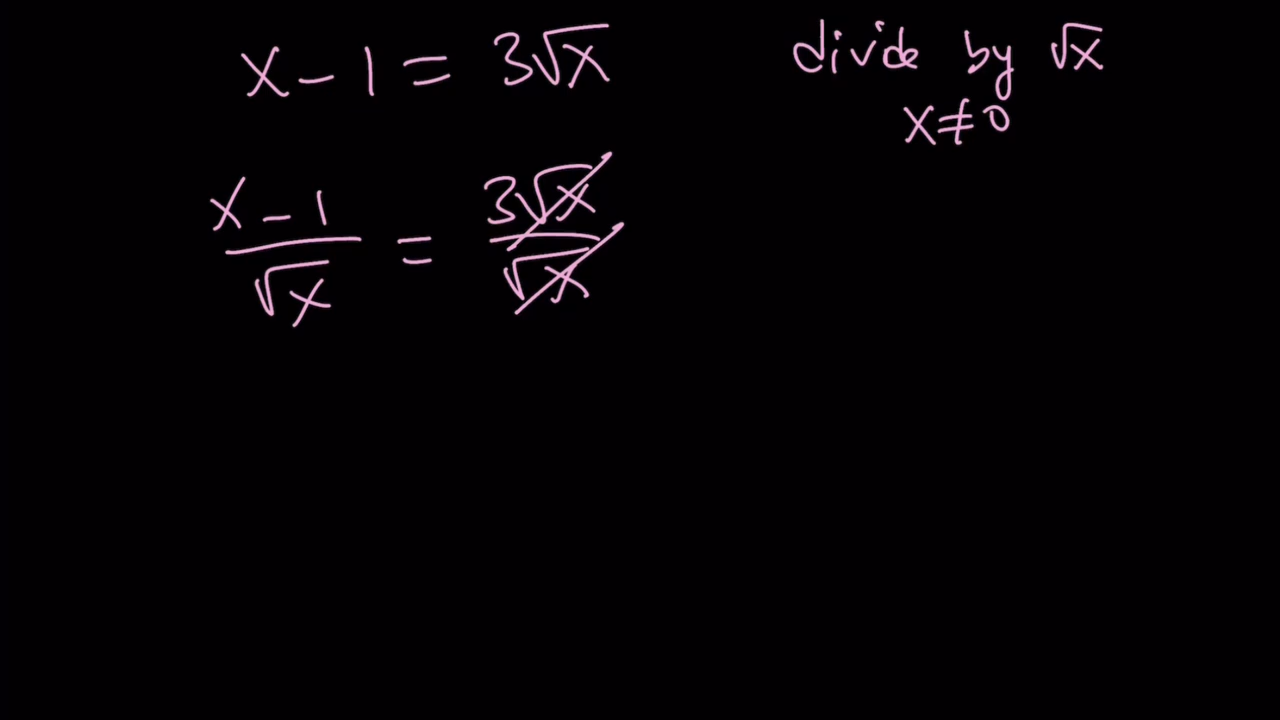 x - 1 = 3√x
divide by √x
x ≠ 0
x - 1 / √x = 3√x / √x